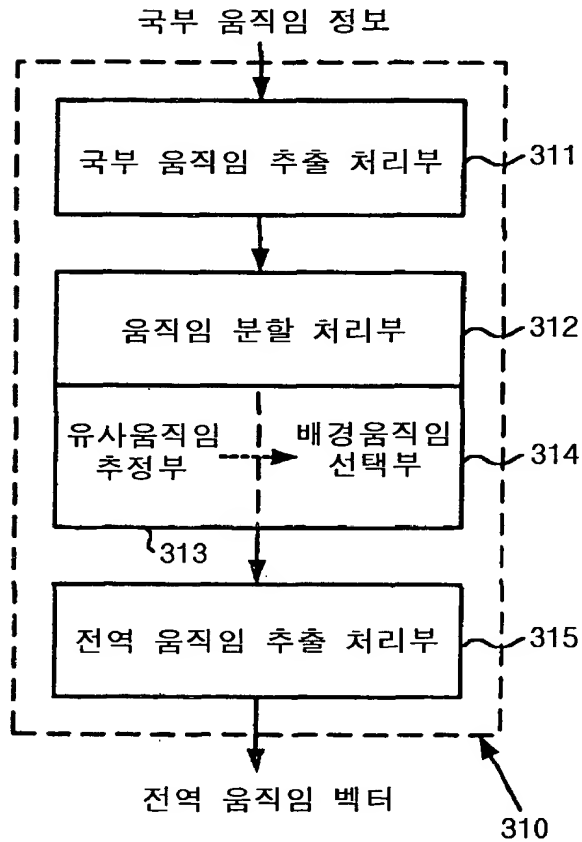 국부 움직임 정보
국부 움직임 추출 처리부
311
움직임 분할 처리부
312
유사움직임
추정부
배경움직임
선택부
314
313
전역 움직임 추출 처리부
315
전역 움직임 벡터
310